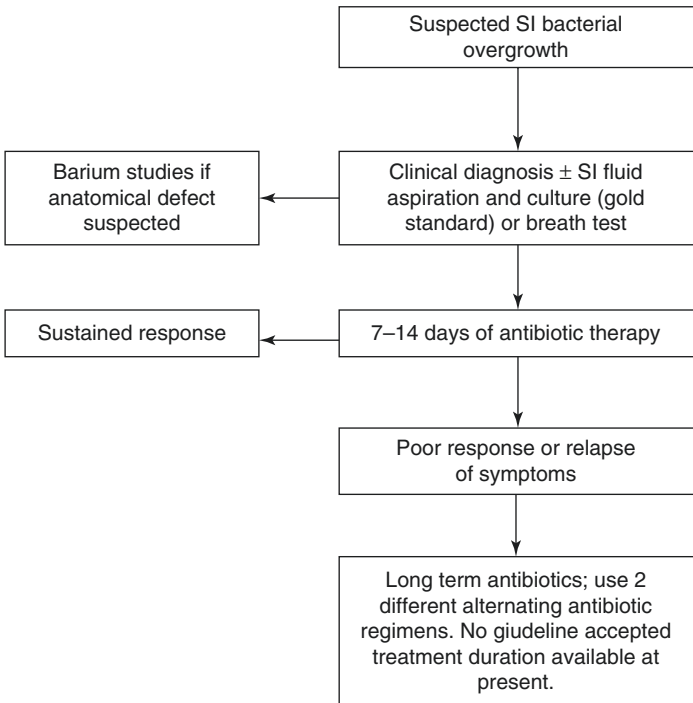 Suspected SI bacterial
overgrowth
Barium studies if
anatomical defect
suspected
Clinical diagnosis ± SI fluid
aspiration and culture (gold
standard) or breath test
Sustained response
7–14 days of antibiotic therapy
Poor response or relapse
of symptoms
Long term antibiotics; use 2
different alternating antibiotic
regimens. No giudeline accepted
treatment duration available at
present.